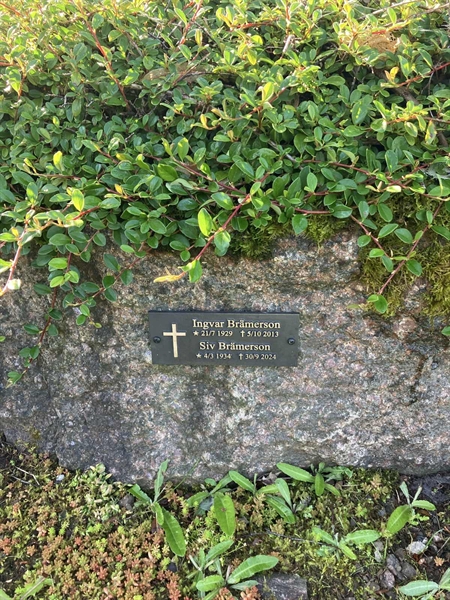 Ingvar Brämerson
★ 21/7 1929 † 5/10 2013
Siv Brämerson
★ 4/3 1934 † 30/9 2024